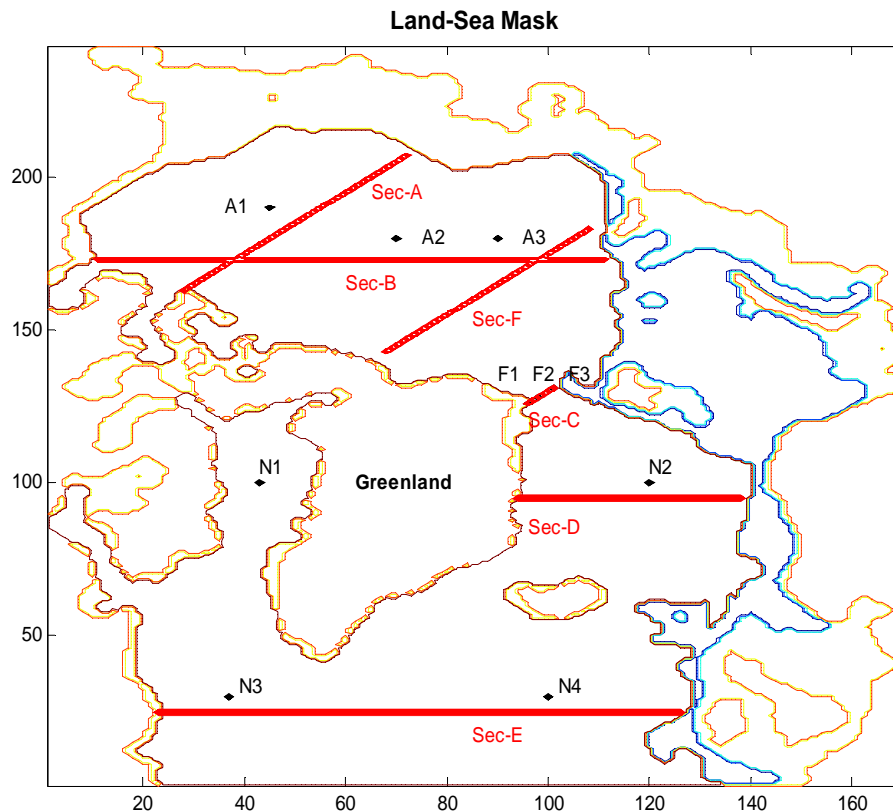 Land-Sea Mask
200
150
100
50
A1
Sec-A
A2
A3
Sec-B
Sec-F
F1
F2
F3
Sec-C
N1
Greenland
N2
Sec-D
N3
N4
Sec-E
20
40
60
80
100
120
140
160